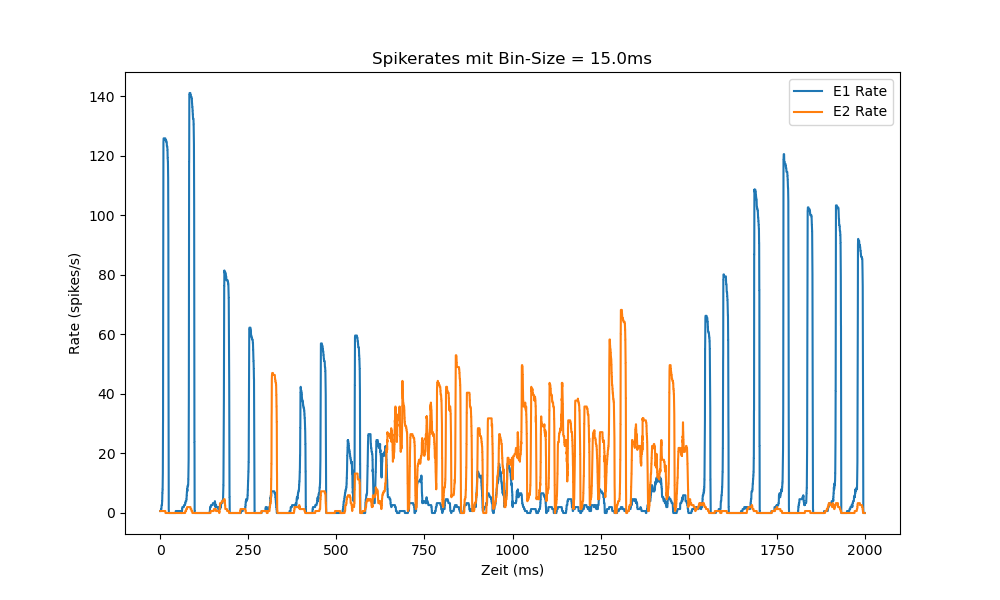 Spikerates mit Bin-Size = 15.0ms
E1 Rate
E2 Rate
140
120
100
80
60
40
20
0
Rate (spikes/s)
0 250 500 750 1000 1250 1500 1750 2000
Zeit (ms)